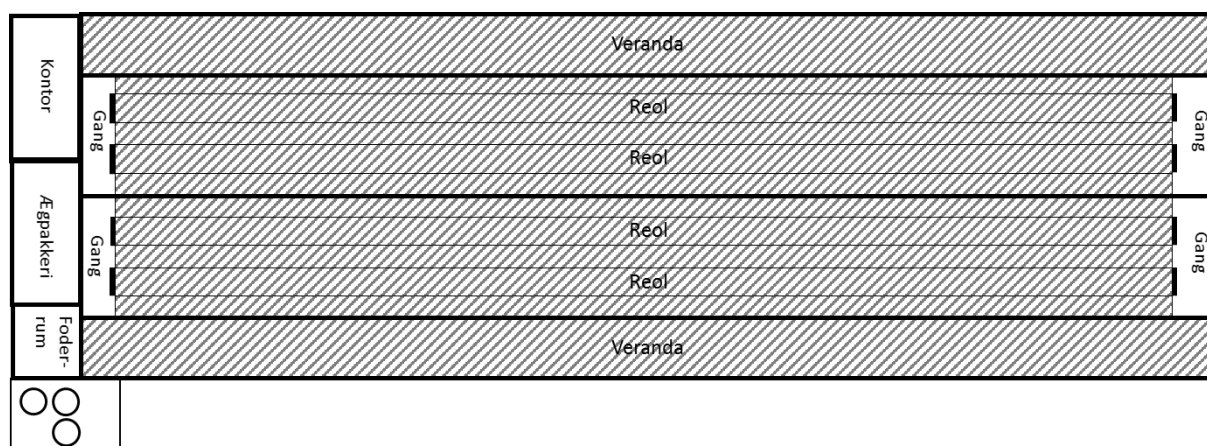 Veranda
Kontor
Gang
Reol
Gang
Reol
Ægpakkeri
Gang
Reol
Gang
Reol
Foder-
rum
Veranda